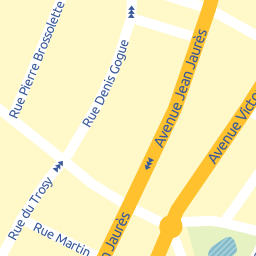 Rue Pierre Brossolette
Rue Denis Gogue
Avenue Jean Jaurès
Avenue Victo
Rue du Trosy
Rue Martin
n Jaurès